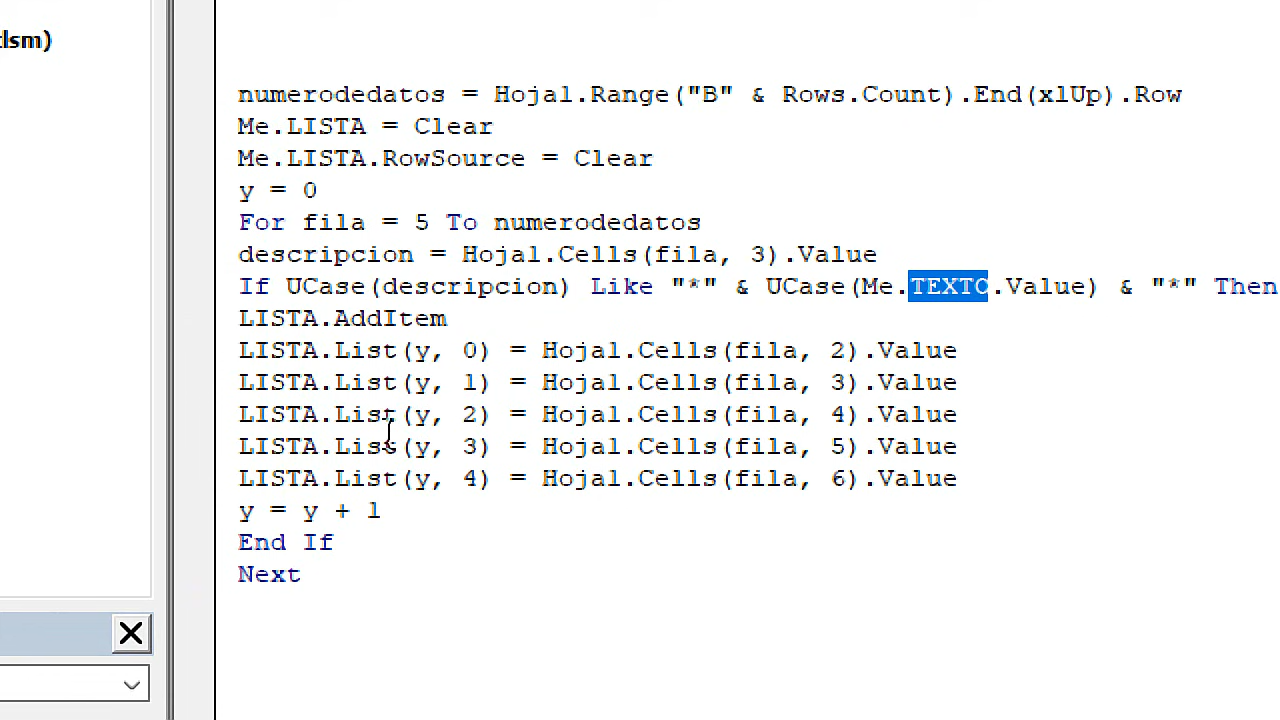 lsm)
numerodedatos = Hoja1.Range("B" & Rows.Count).End(xlUp).Row
Me.LISTA = Clear
Me.LISTA.RowSource = Clear
y = 0
For fila = 5 To numerodedatos
descripcion = Hoja1.Cells(fila, 3).Value
If UCase(descripcion) Like "*" & UCase(Me.TEXTO.Value) & "*" Then
LISTA.AddItem
LISTA.List(y, 0) = Hoja1.Cells(fila, 2).Value
LISTA.List(y, 1) = Hoja1.Cells(fila, 3).Value
LISTA.List(y, 2) = Hoja1.Cells(fila, 4).Value
LISTA.List(y, 3) = Hoja1.Cells(fila, 5).Value
LISTA.List(y, 4) = Hoja1.Cells(fila, 6).Value
y = y + 1
End If
Next